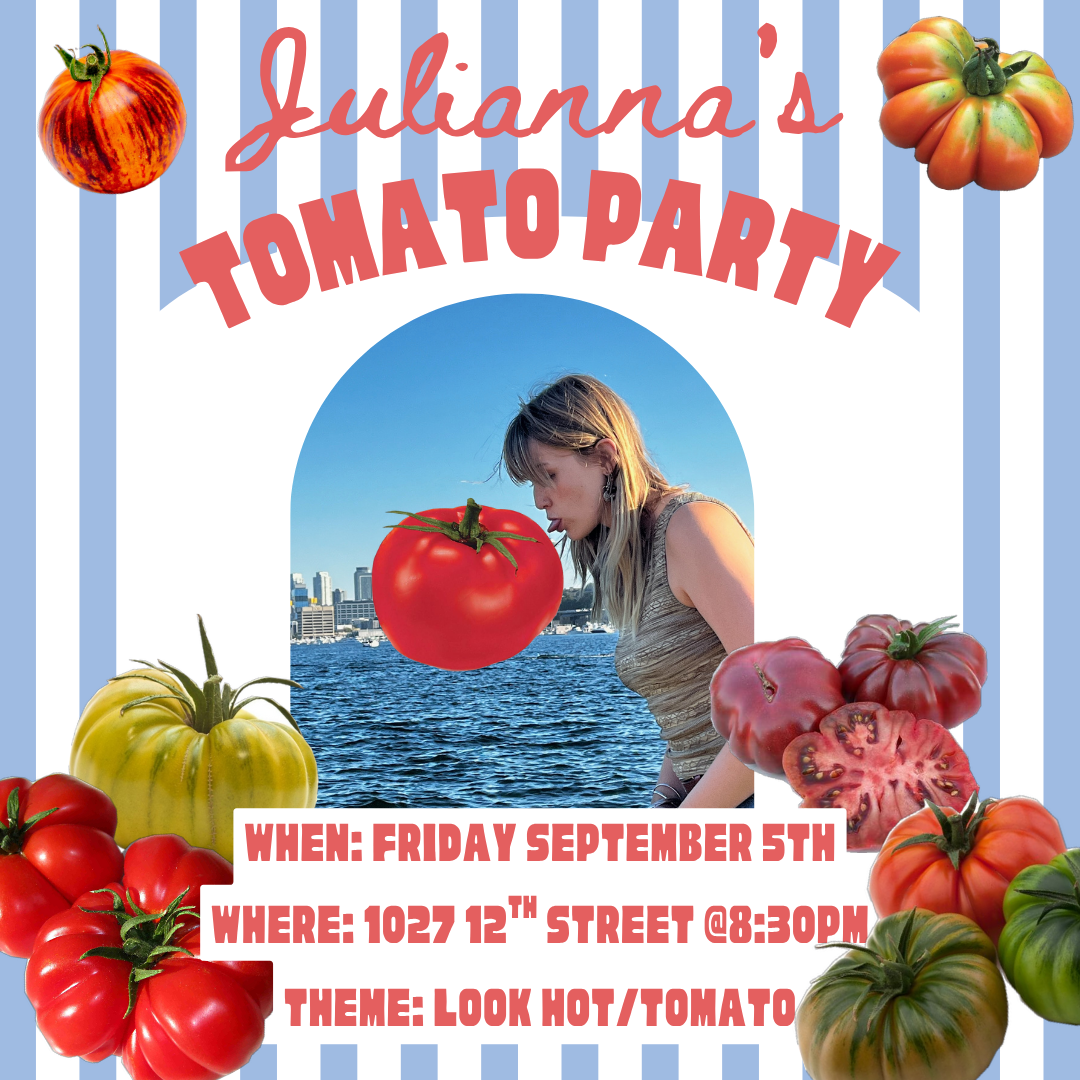 Julianna's
TOMATO PARTY
WHEN: FRIDAY SEPTEMBER 5TH
WHERE: 1027 12TH STREET @8:30PM
THEME: LOOK HOT/TOMATO